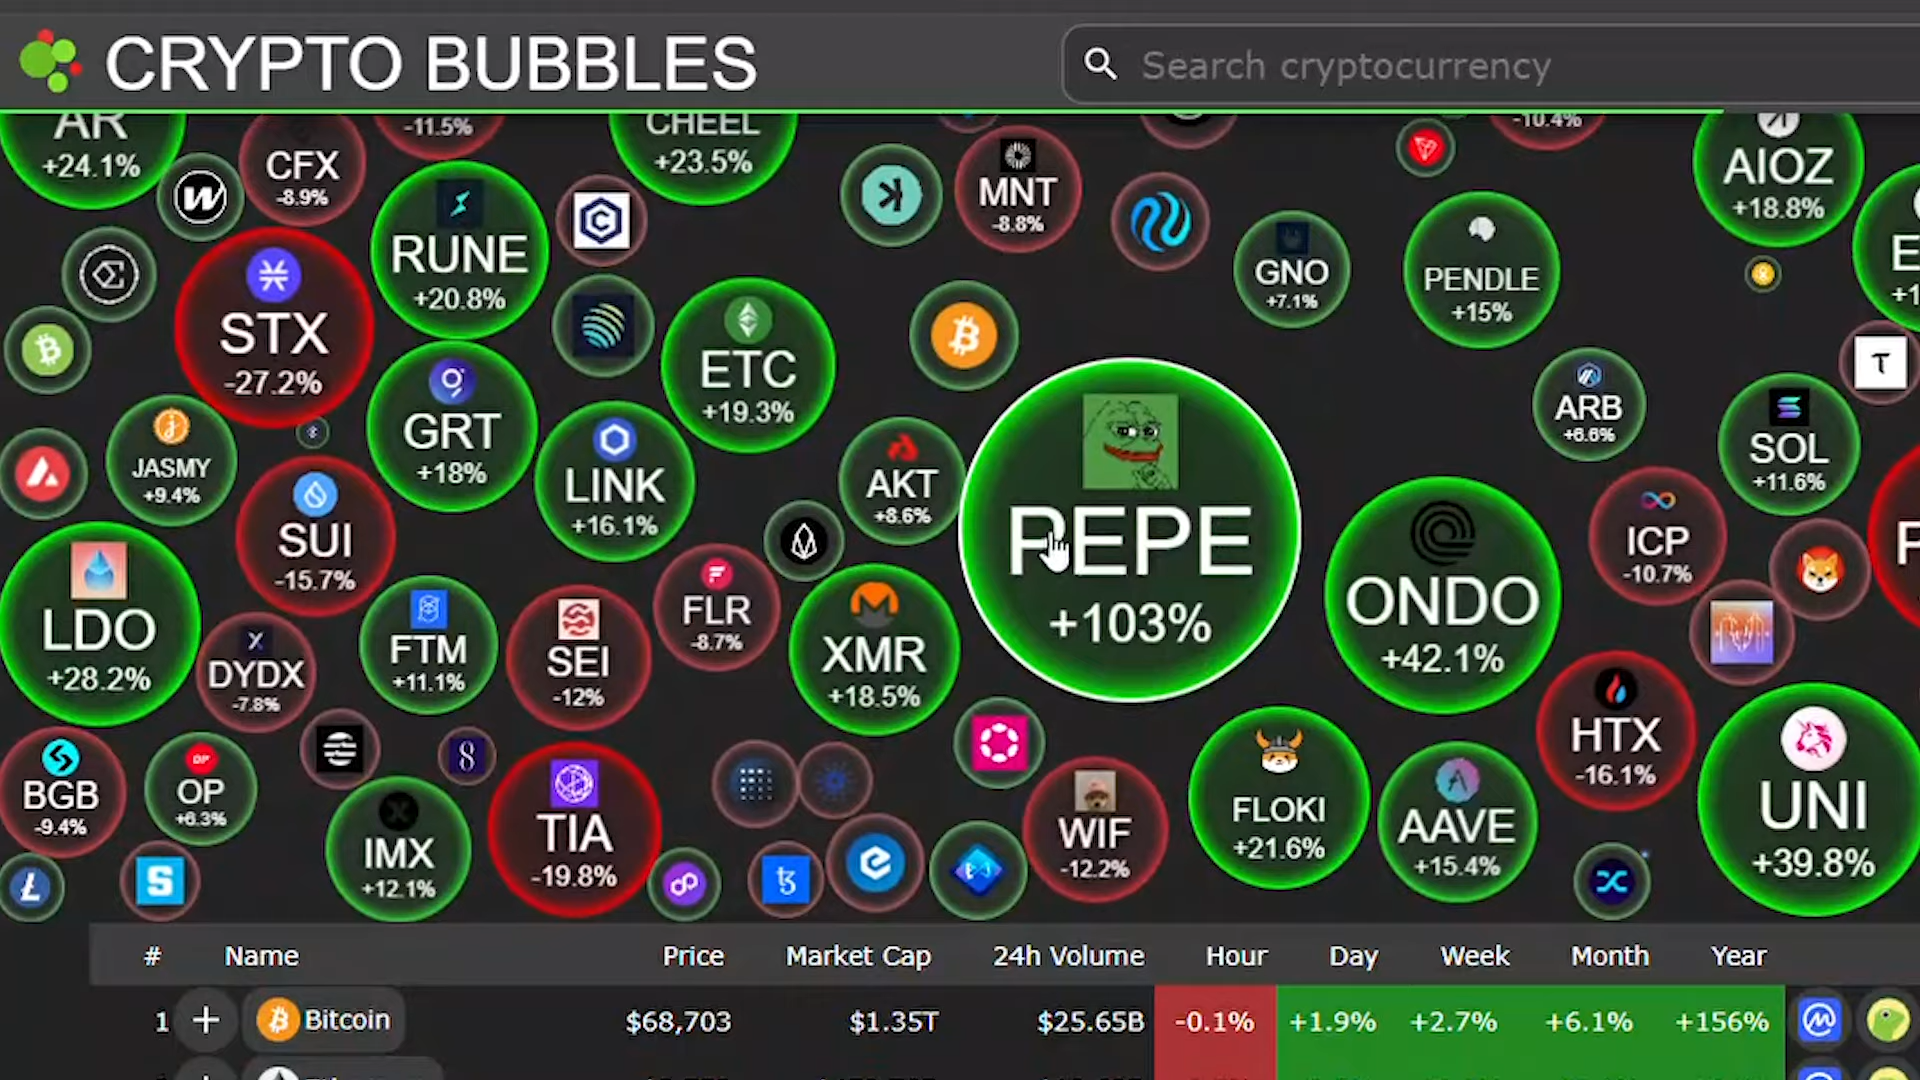 CRYPTO BUBBLES
Search cryptocurrency
AR
+24.1%
CFX
-8.9%
-11.5%
CHEEL
+23.5%
MNT
-8.8%
-10.4%
AIOZ
+18.8%
RUNE
+20.8%
GNO
+7.1%
PENDLE
+15%
STX
-27.2%
ETC
+19.3%
GRT
+18%
LINK
+16.1%
JASMY
+9.4%
SUI
-15.7%
AKT
+8.6%
PEPE
+103%
ARB
+6.6%
SOL
+11.6%
ICP
-10.7%
ONDO
+42.1%
LDO
+28.2%
DYDX
-7.8%
FTM
+11.1%
SEI
-12%
FLR
-8.7%
XMR
+18.5%
HTX
-16.1%
BGB
-9.4%
OP
OP
+6.3%
IMX
+12.1%
TIA
-19.8%
WIF
-12.2%
FLOKI
+21.6%
AAVE
+15.4%
UNI
+39.8%
# Name Price Market Cap 24h Volume Hour Day Week Month Year
1 + Bitcoin $68,703 $1.35T $25.65B -0.1% +1.9% +2.7% +6.1% +156%